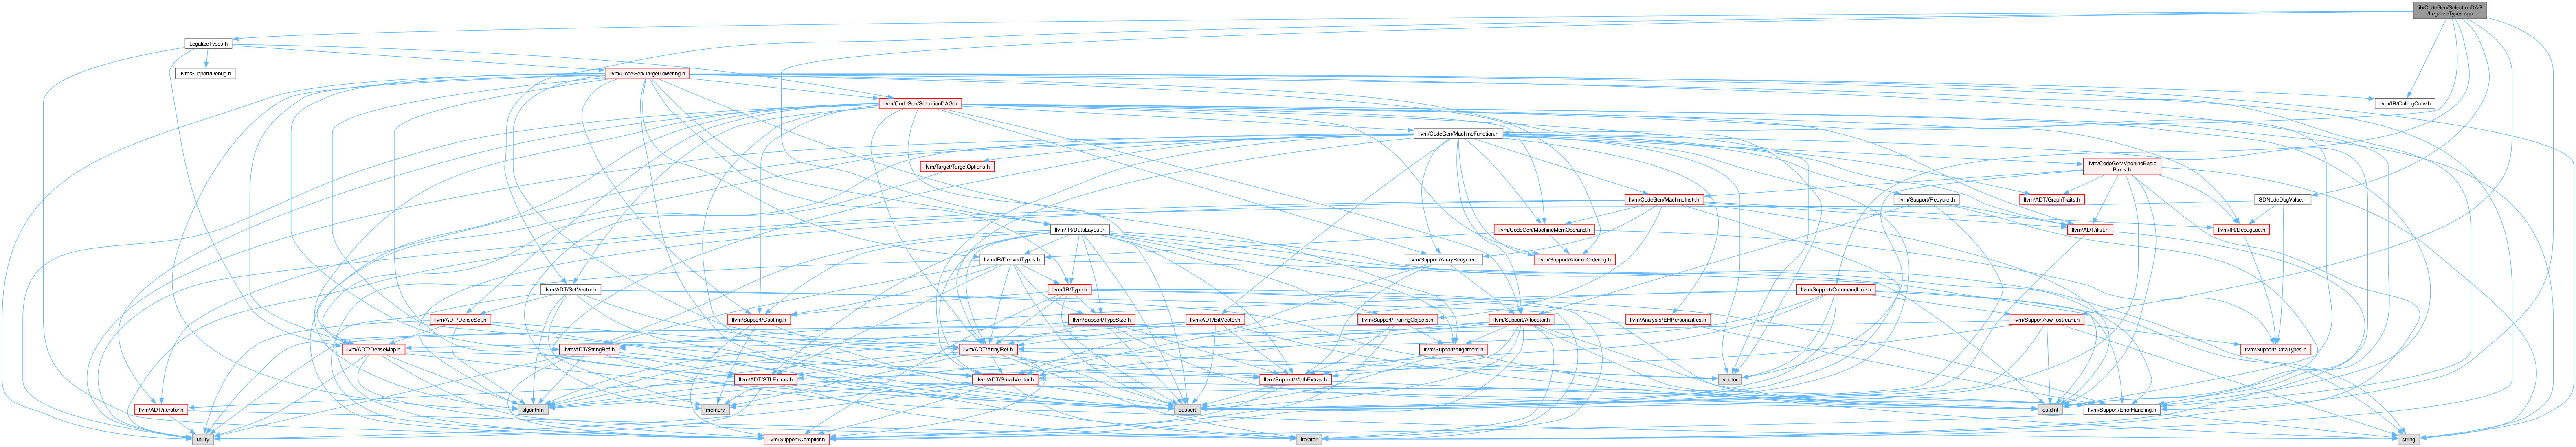 lib/CodeGen/SelectionDAG
/LegalizeTypes.cpp
LegalizeTypes.h
llvm/Support/Debug.h
llvm/CodeGen/TargetLowering.h
llvm/CodeGen/SelectionDAG.h
llvm/IR/CallingConv.h
llvm/CodeGen/MachineFunction.h
llvm/Target/TargetOptions.h
llvm/CodeGen/MachineBasic
Block.h
llvm/CodeGen/MachineInstr.h
llvm/Support/Recycler.h
llvm/ADT/GraphTraits.h
SDNodeDbgValue.h
llvm/IR/DataLayout.h
llvm/CodeGen/MachineMemOperand.h
llvm/ADT/ilist.h
llvm/IR/DebugLoc.h
llvm/IR/DerivedTypes.h
llvm/Support/ArrayRecycler.h
llvm/Support/AtomicOrdering.h
llvm/ADT/SetVector.h
llvm/IR/Type.h
llvm/Support/CommandLine.h
llvm/ADT/DenseSet.h
llvm/Support/Casting.h
llvm/Support/TypeSize.h
llvm/ADT/BitVector.h
llvm/Support/TrailingObjects.h
llvm/Support/Allocator.h
llvm/Analysis/EHPersonalities.h
llvm/Support/raw_ostream.h
llvm/ADT/DenseMap.h
llvm/ADT/StringRef.h
llvm/ADT/ArrayRef.h
llvm/Support/Alignment.h
llvm/Support/DataTypes.h
llvm/ADT/STLExtras.h
llvm/ADT/SmallVector.h
llvm/Support/MathExtras.h
vector
llvm/ADT/iterator.h
algorithm
memory
cassert
cstdint
llvm/Support/ErrorHandling.h
utility
llvm/Support/Compiler.h
iterator
string